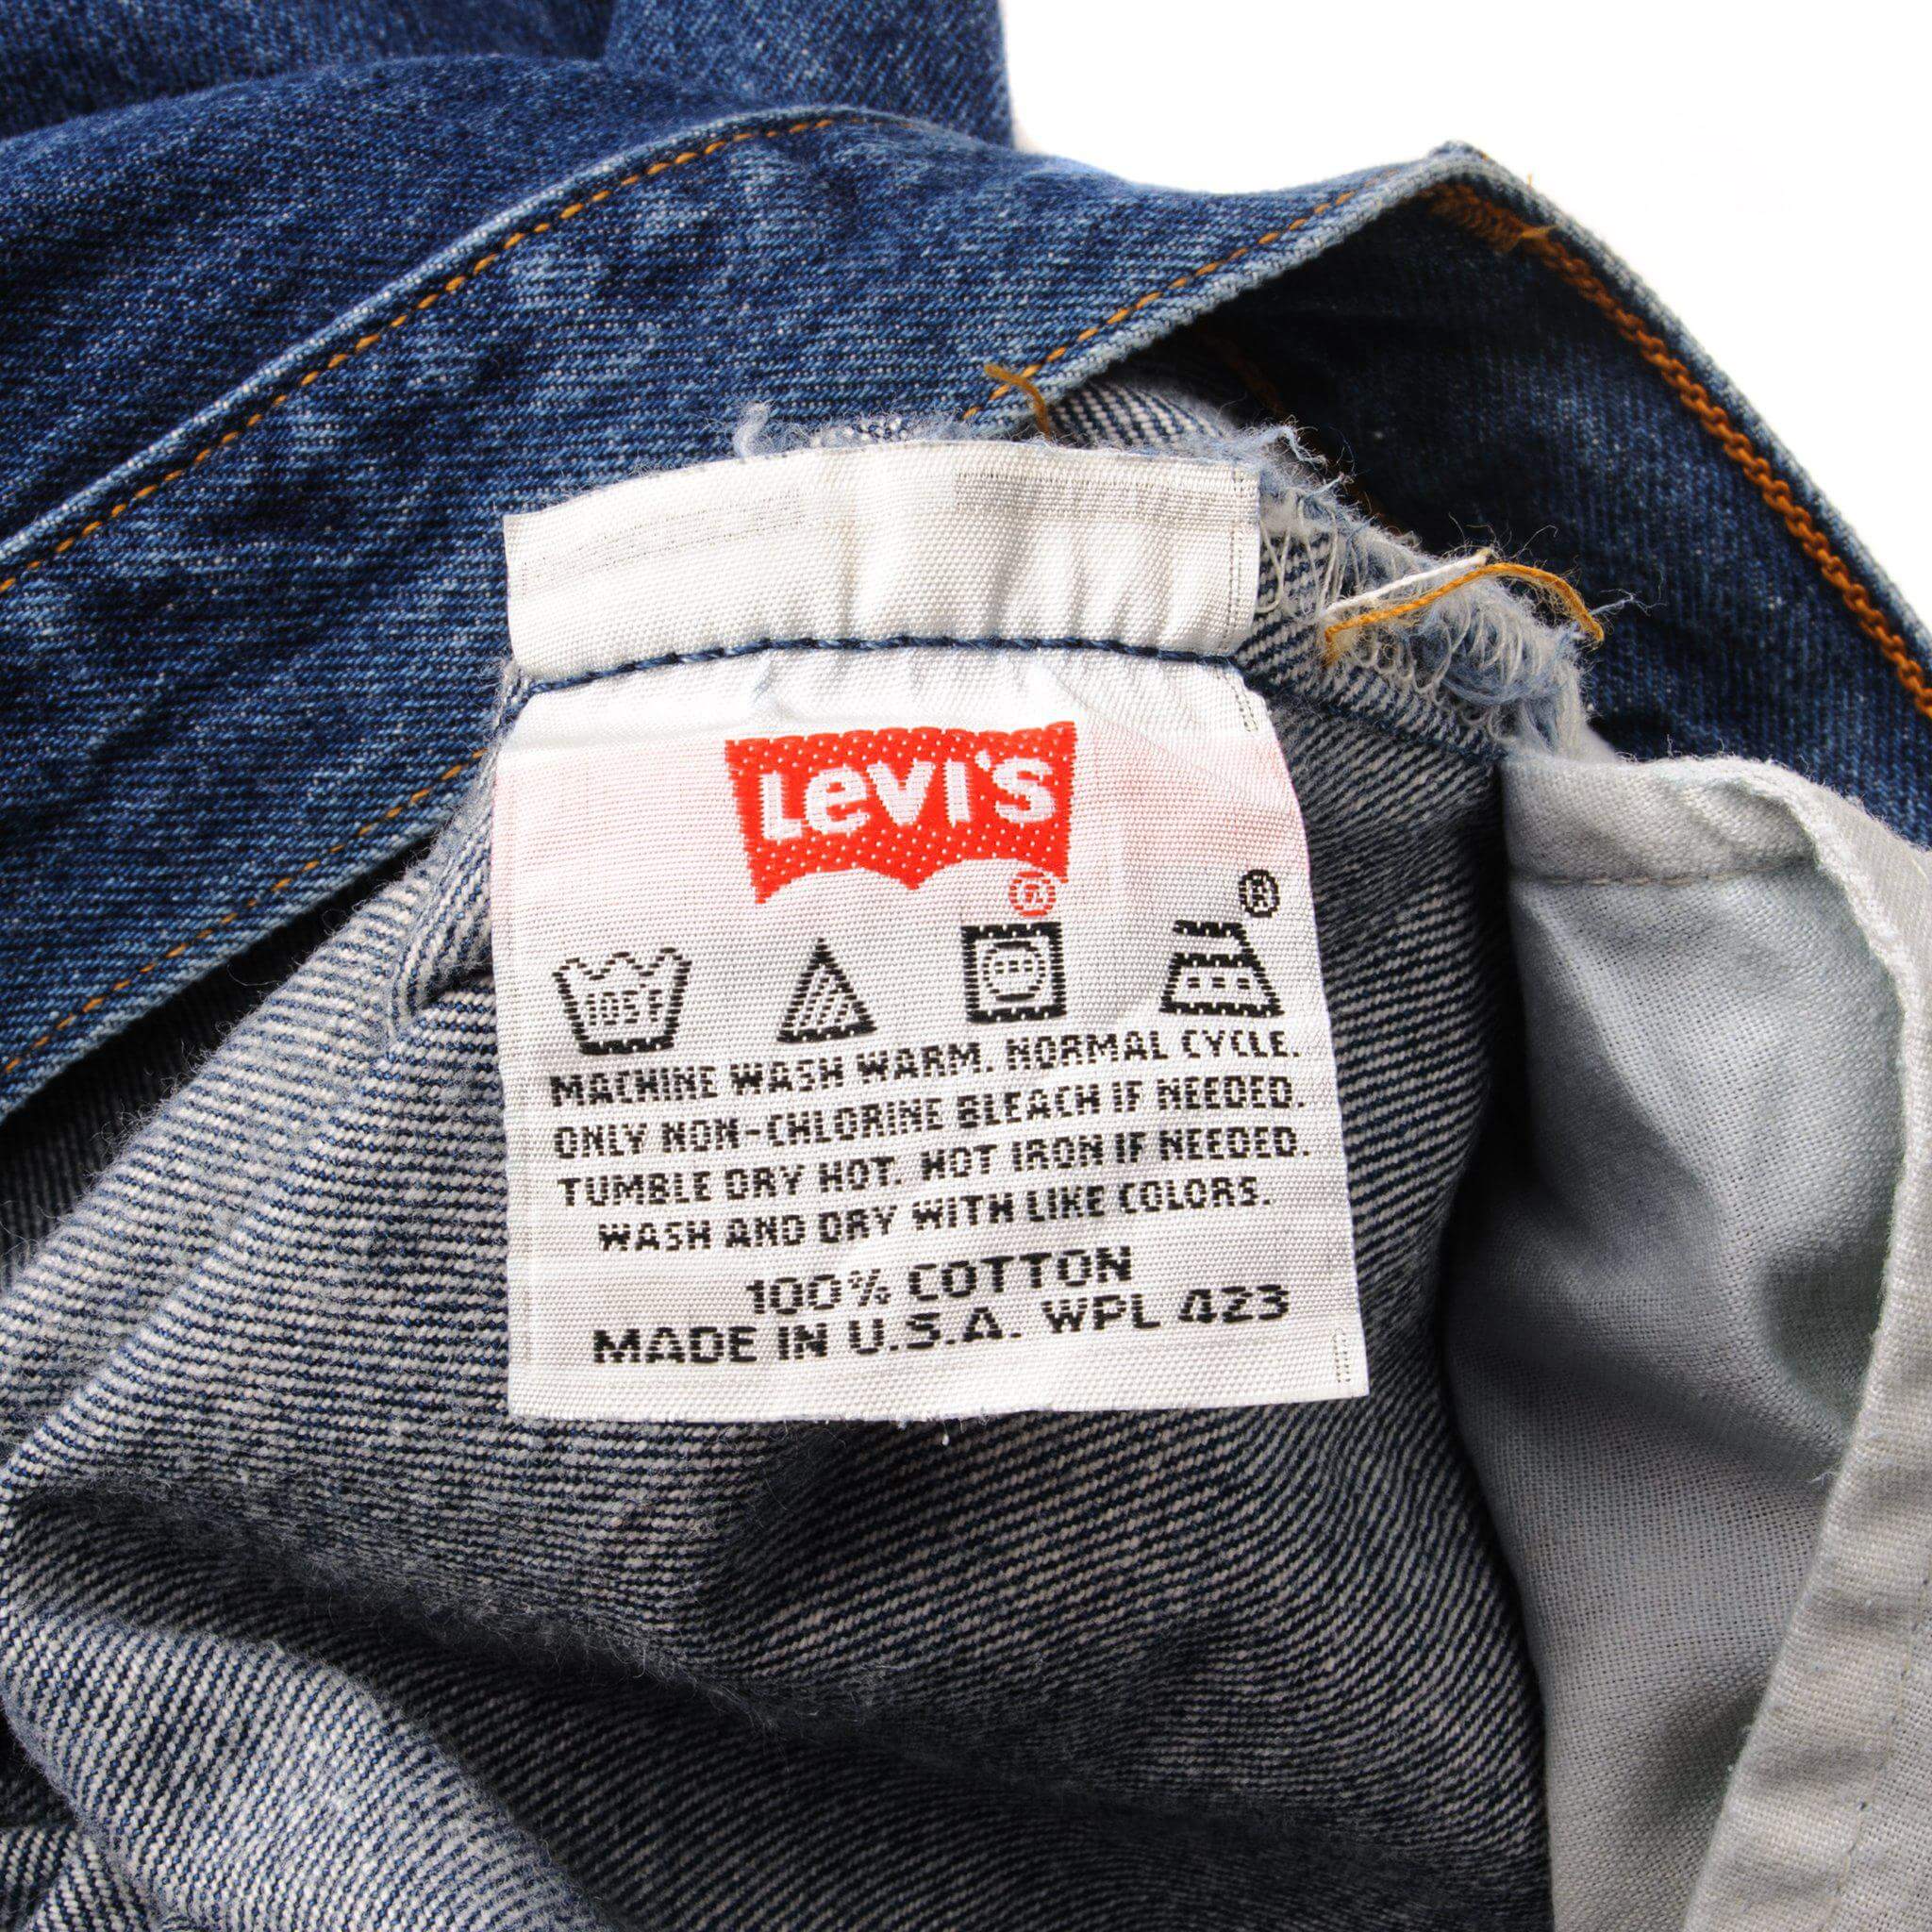 LEVI'S
®
®
105F
MACHINE WASH WARM. NORMAL CYCLE.
ONLY NON-CHLORINE BLEACH IF NEEDED.
TUMBLE DRY HOT. HOT IRON IF NEEDED.
WASH AND DRY WITH LIKE COLORS.
100% COTTON
MADE IN U.S.A. WPL 423